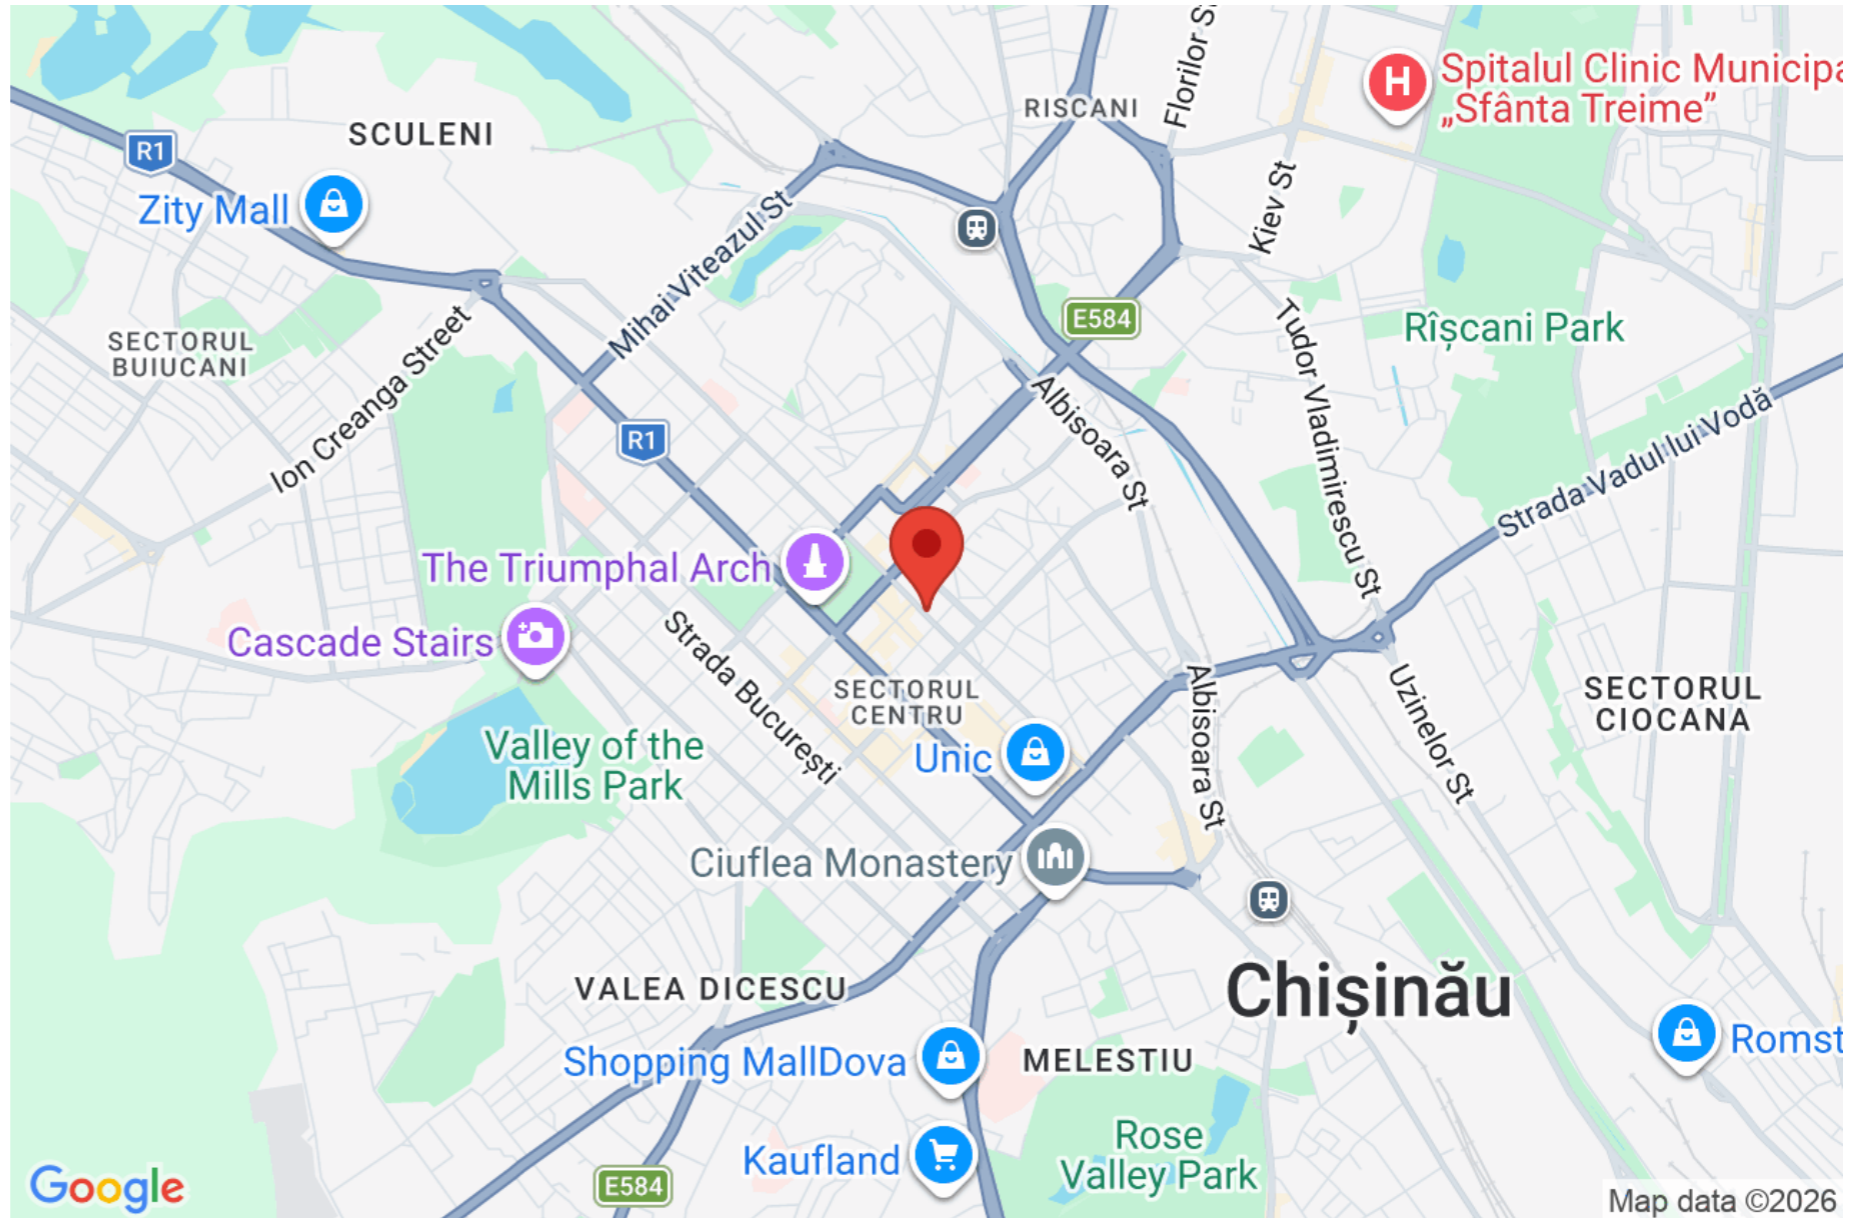 Florilor S
Spitalul Clinic Municipa
„Sfânta Treime”
RISCANI
SCULENI
R1
Zity Mall
Kiev St
Mihai Viteazul St
E584
Rîșcani Park
SECTORUL
BUIUCANI
Ion Creanga Street
Tudor Vladimirescu St
Albisoara St
R1
Strada Vadul lui Vodă
The Triumphal Arch
Cascade Stairs
Strada București
SECTORUL
CENTRU
Albisoara St
Uzinelor St
SECTORUL
CIOCANA
Valley of the
Mills Park
Unic
Ciuflea Monastery
VALEA DICESCU
Chișinău
Shopping MallDova
MELESTIU
Romst
Rose
Valley Park
Kaufland
E584
Google
Map data ©2026